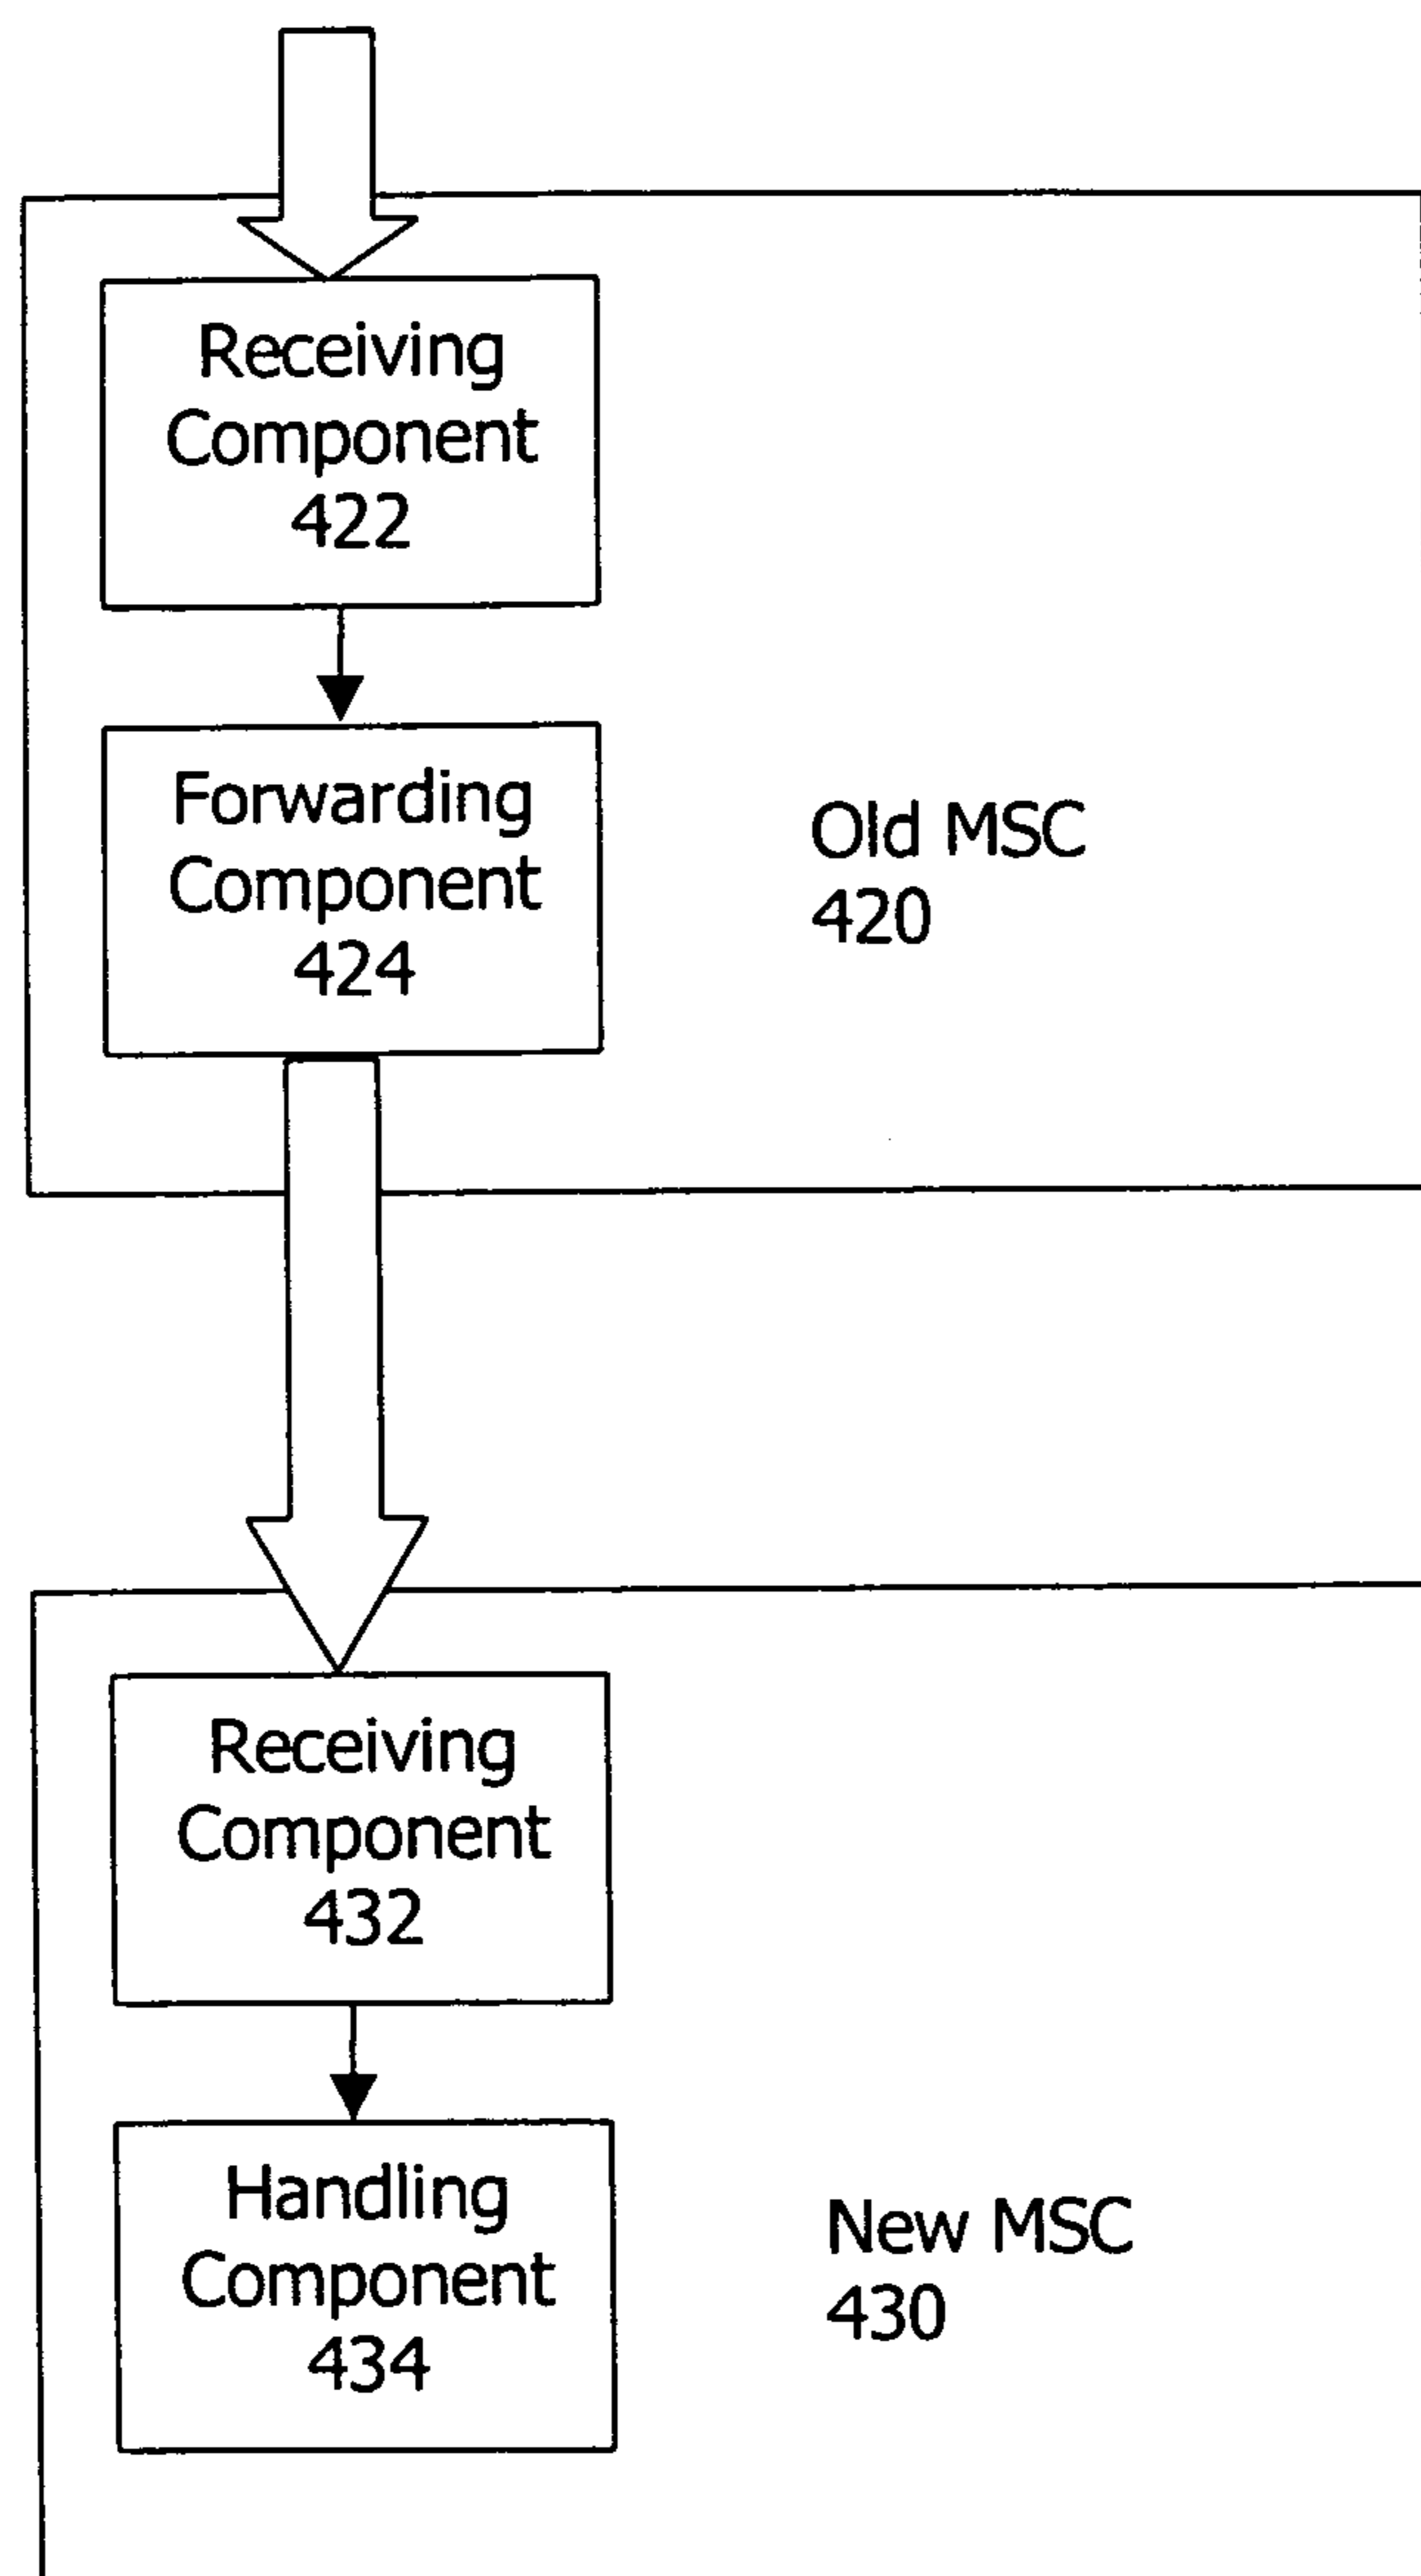 Receiving
Component
422
Forwarding
Component
424
Old MSC
420
Receiving
Component
432
Handling
Component
434
New MSC
430